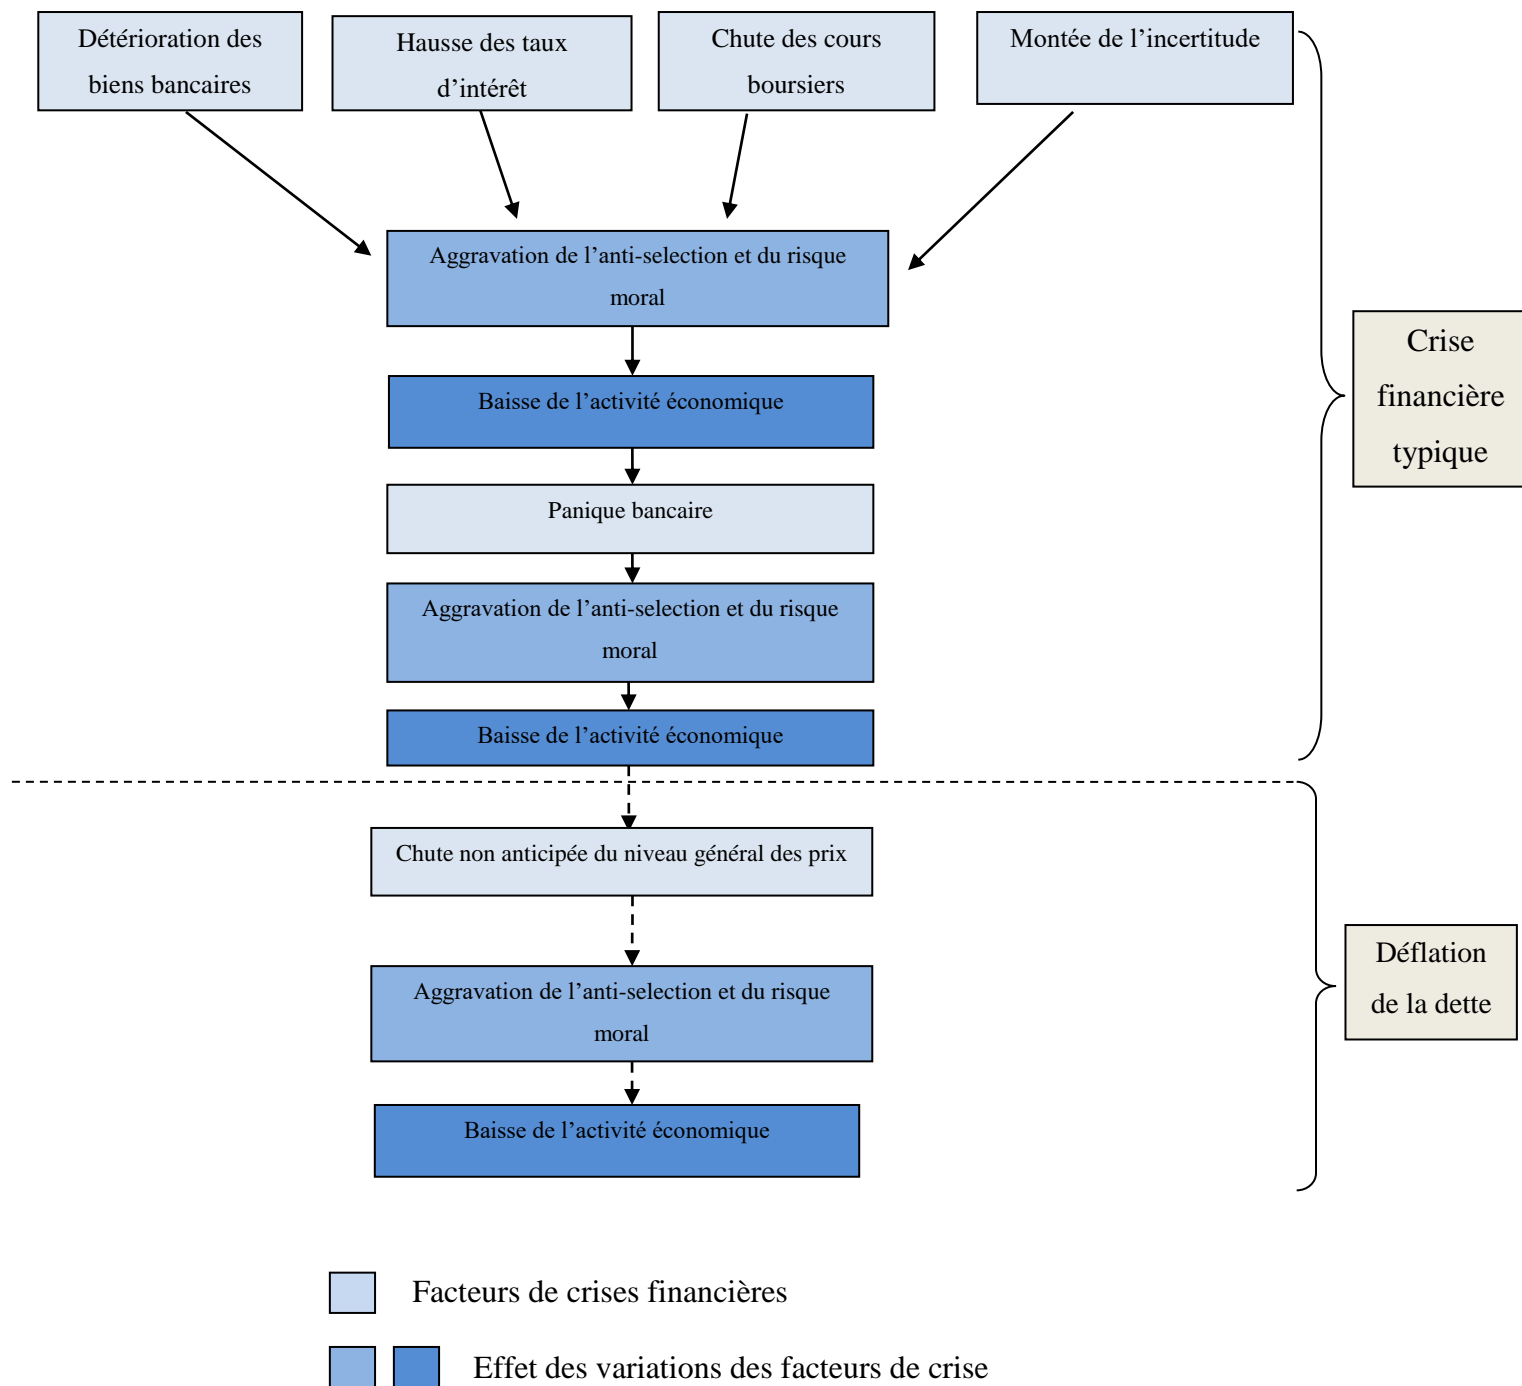 Détérioration des
biens bancaires
Hausse des taux
d’intérêt
Chute des cours
boursiers
Montée de l’incertitude
Aggravation de l’anti-selection et du risque
moral
Baisse de l’activité économique
Panique bancaire
Aggravation de l’anti-selection et du risque
moral
Baisse de l’activité économique
Crise
financière
typique
Chute non anticipée du niveau général des prix
Aggravation de l’anti-selection et du risque
moral
Baisse de l’activité économique
Déflation
de la dette
Facteurs de crises financières
Effet des variations des facteurs de crise